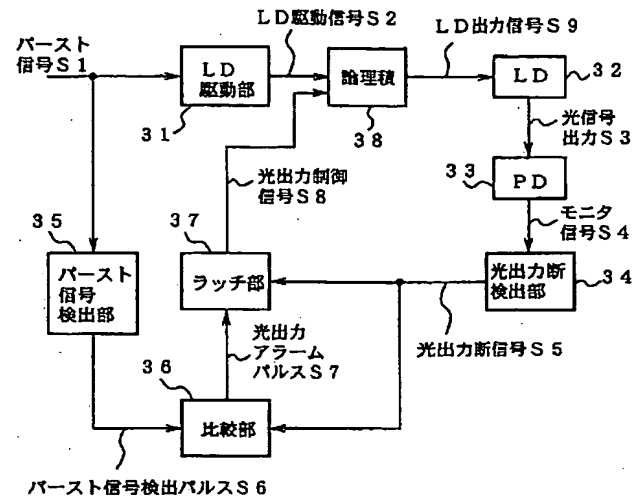 LD駆動信号S2
LD出力信号S9
バースト
信号S1
LD
駆動部
31
論理積
38
LD
32
光信号
出力S3
33
PD
モニタ
信号S4
光出力制御
信号S8
35
バースト
信号
検出部
37
ラッチ部
光出力断
検出部
34
光出力
アラーム
パルスS7
光出力断信号S5
36
比較部
バースト信号検出パルスS6